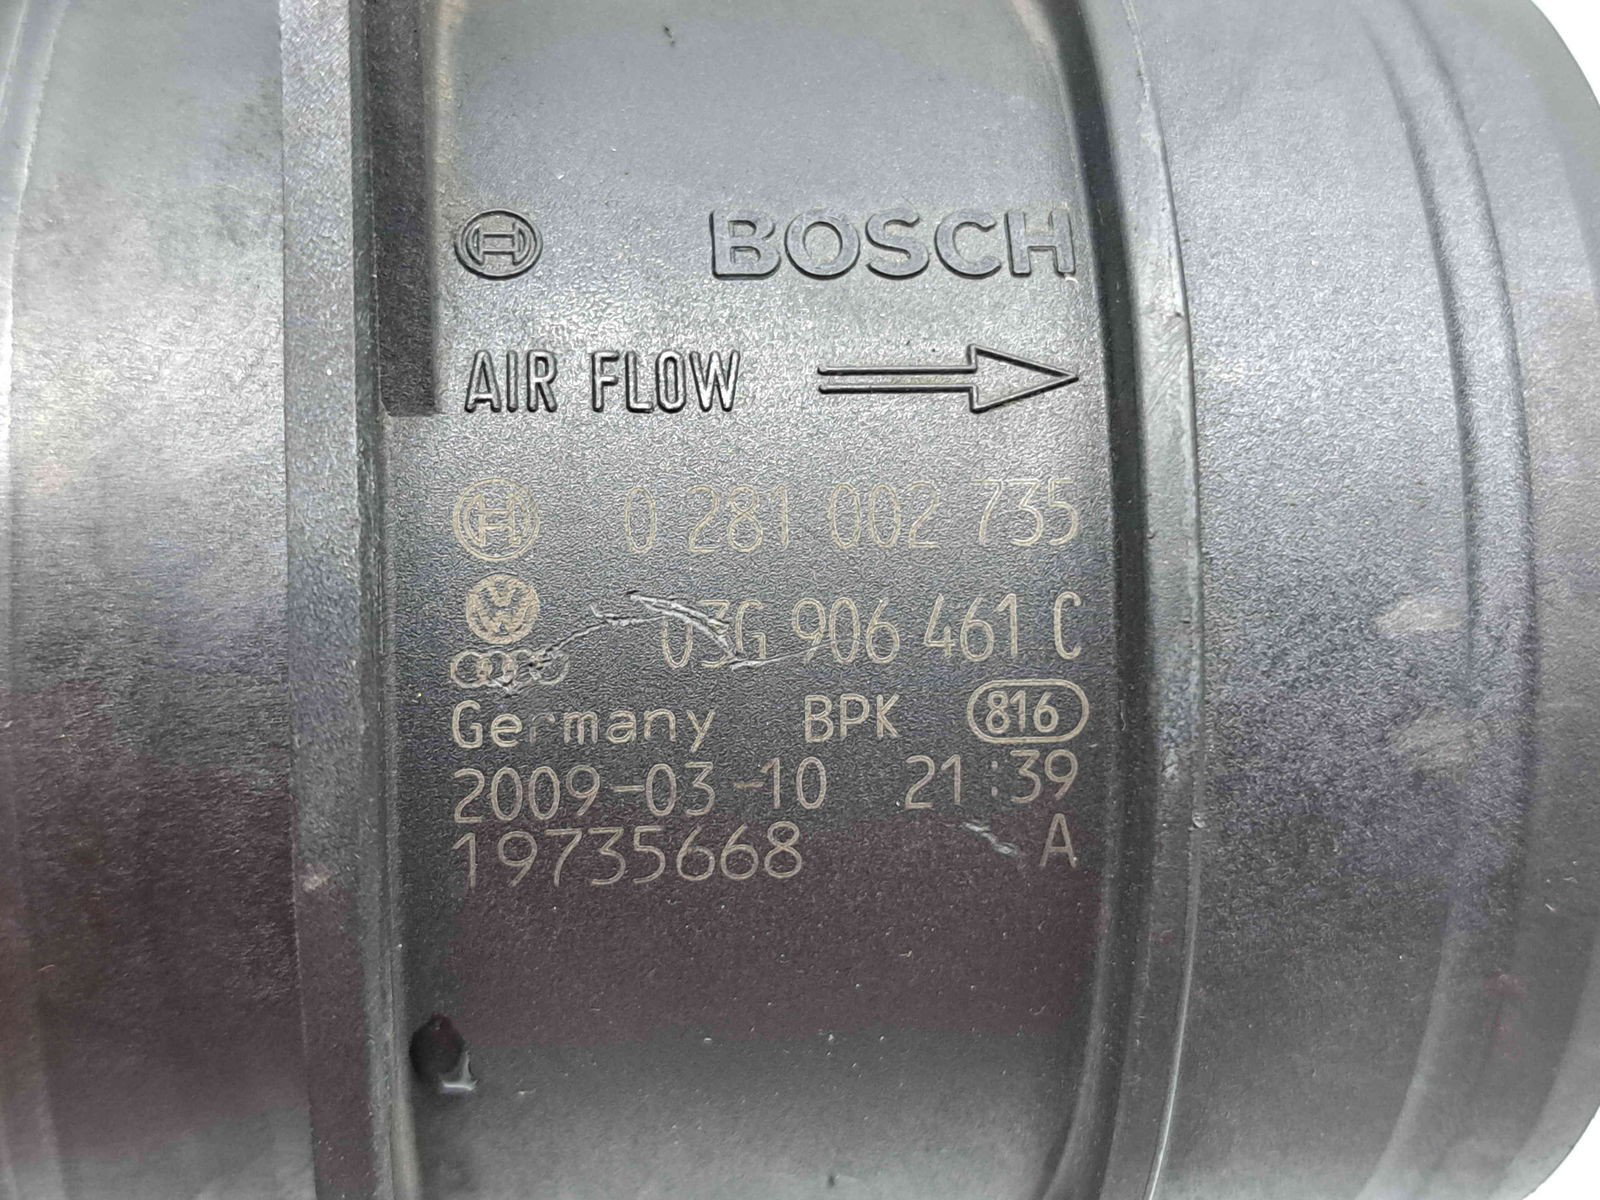 BOSCH
AIR FLOW
0 281 002 735
03G 906 461 C
Germany BPK 816
2009-03-10 21:39
19735668 A